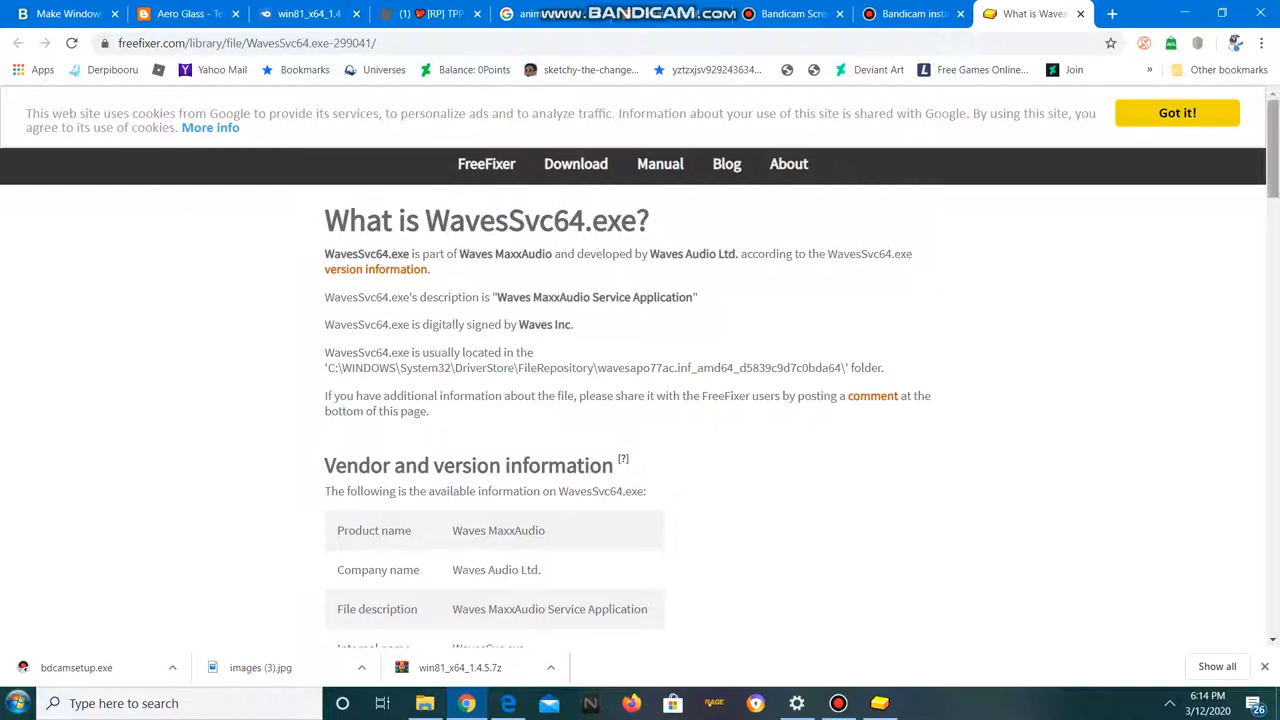 Make Window
Aero Glass - Te
win81_x64_1.4
(1) ❤[RP] TPP
anim
www.BANDICAM.com
Bandicam Scre
Bandicam insta
What is Waves
freefixer.com/library/file/WavesSvc64.exe-299041/
Apps
Derpibooru
Yahoo Mail
Bookmarks
Universes
Balance: 0Points
sketchy-the-change...
yztzxjsv929243634...
Deviant Art
Free Games Online...
Join
»
Other bookmarks
This web site uses cookies from Google to provide its services, to personalize ads and to analyze traffic. Information about your use of this site is shared with Google. By using this site, you
agree to its use of cookies. More info
Got it!
FreeFixer Download Manual Blog About
What is WavesSvc64.exe?
WavesSvc64.exe is part of Waves MaxxAudio and developed by Waves Audio Ltd. according to the WavesSvc64.exe
version information.
WavesSvc64.exe's description is "Waves MaxxAudio Service Application"
WavesSvc64.exe is digitally signed by Waves Inc.
WavesSvc64.exe is usually located in the
'C:\WINDOWS\System32\DriverStore\FileRepository\wavesapo77ac.inf_amd64_d5839c9d7c0bda64\' folder.
If you have additional information about the file, please share it with the FreeFixer users by posting a comment at the
bottom of this page.
Vendor and version information [?]
The following is the available information on WavesSvc64.exe:
Product name Waves MaxxAudio
Company name Waves Audio Ltd.
File description Waves MaxxAudio Service Application
Internal name WavesSvc.exe
bdcamsetup.exe
images (3).jpg
win81_x64_1.4.5.7z
Show all
Type here to search
RAGE
6:14 PM
3/12/2020
26